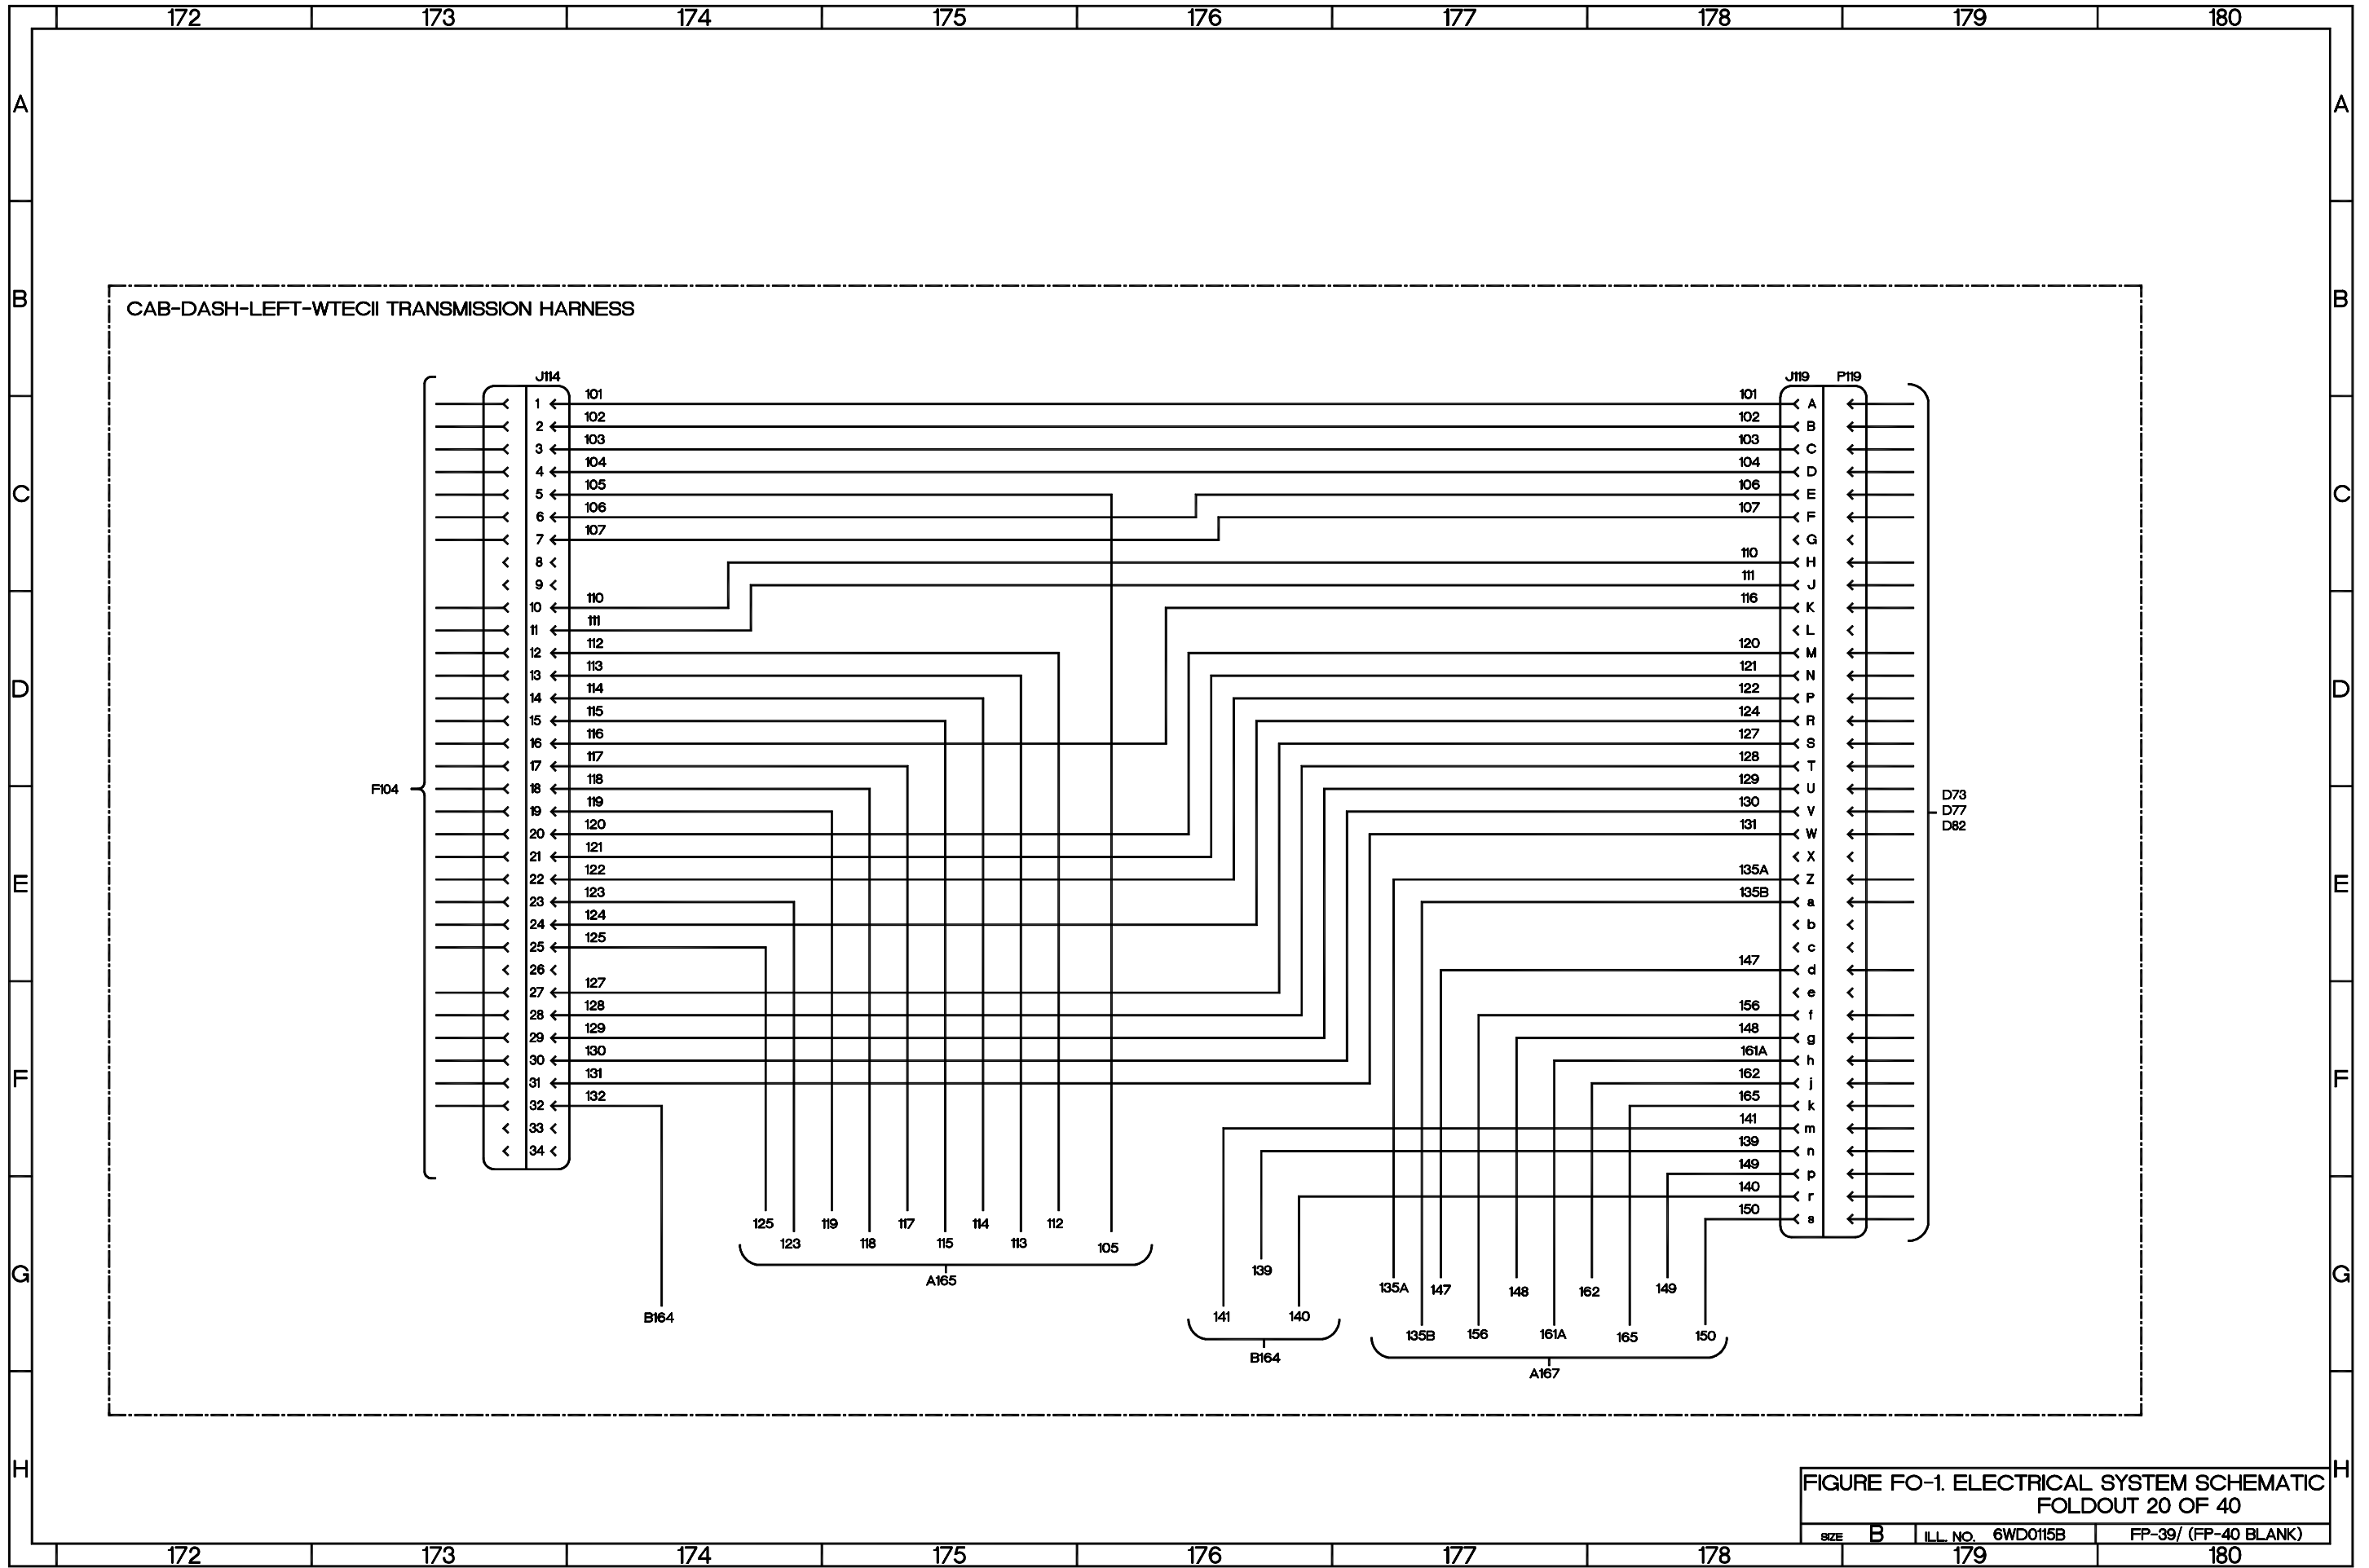 172 173 174 175 176 177 178 179 180
A A
B B
CAB-DASH-LEFT-WTECII TRANSMISSION HARNESS
J114 J119 P119
101 101
1 A
102 102
2 B
103 103
3 C
104 104
4 D
105 106
5 E
106 107
6 F
107
7 G
110
8 H
111
9 J
110 116
10 K
111
11 L
112 120
12 M
113 121
13 N
114 122
14 P
115 124
15 R
116 127
16 S
117 128
17 T
118 129
F104 18 U
119 130
19 V
D73
D77
D82
120 131
20 W
121
21 X
122 135A
22 Z
123 135B
23 a
124
24 b
125
25 c
147
26 d
127
27 e
128 156
28 f
129 148
29 g
130 161A
30 h
131 162
31 j
132 165
32 k
141
33 m
139
34 n
149
p
140
r
150
s
C C
D D
E E
F F
G G
125 119 117 114 112
123 118 115 113 105
A165
B164
139
141 140
B164
135A 147 148 162 149
135B 156 161A 165 150
A167
H H
FIGURE FO-1. ELECTRICAL SYSTEM SCHEMATIC
FOLDOUT 20 OF 40
SIZE B ILL. NO. 6WD0115B FP-39/ (FP-40 BLANK)
172 173 174 175 176 177 178 179 180